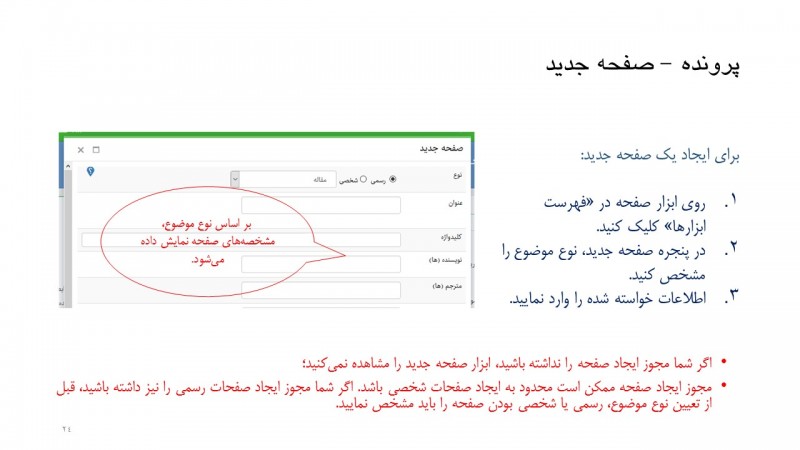 پرونده – صفحه جدید
برای ایجاد یک صفحه جدید:
۱. روی ابزار صفحه در «فهرست
ابزارها» کلیک کنید.
۲. در پنجره صفحه جدید، نوع موضوع را
مشخص کنید.
۳. اطلاعات خواسته شده را وارد نمایید.
صفحه جدید
نوع
رسمی شخصی
مقاله
عنوان
کلیدواژه
نویسنده (ها)
مترجم (ها)
بر اساس نوع موضوع،
مشخصه‌های صفحه نمایش داده
می‌شود.
• اگر شما مجوز ایجاد صفحه را نداشته باشید، ابزار صفحه جدید را مشاهده نمی‌کنید؛
• مجوز ایجاد صفحه ممکن است محدود به ایجاد صفحات شخصی باشد. اگر شما مجوز ایجاد صفحات رسمی را نیز داشته باشید، قبل
از تعیین نوع موضوع، رسمی یا شخصی بودن صفحه را باید مشخص نمایید.
۲٤